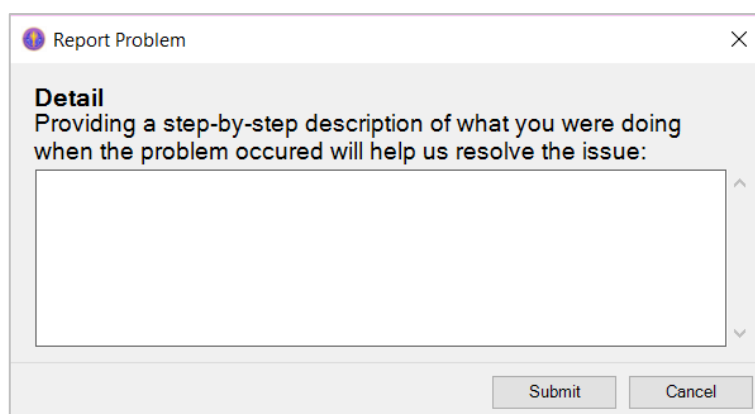 Report Problem
Detail
Providing a step-by-step description of what you were doing
when the problem occured will help us resolve the issue:
Submit Cancel